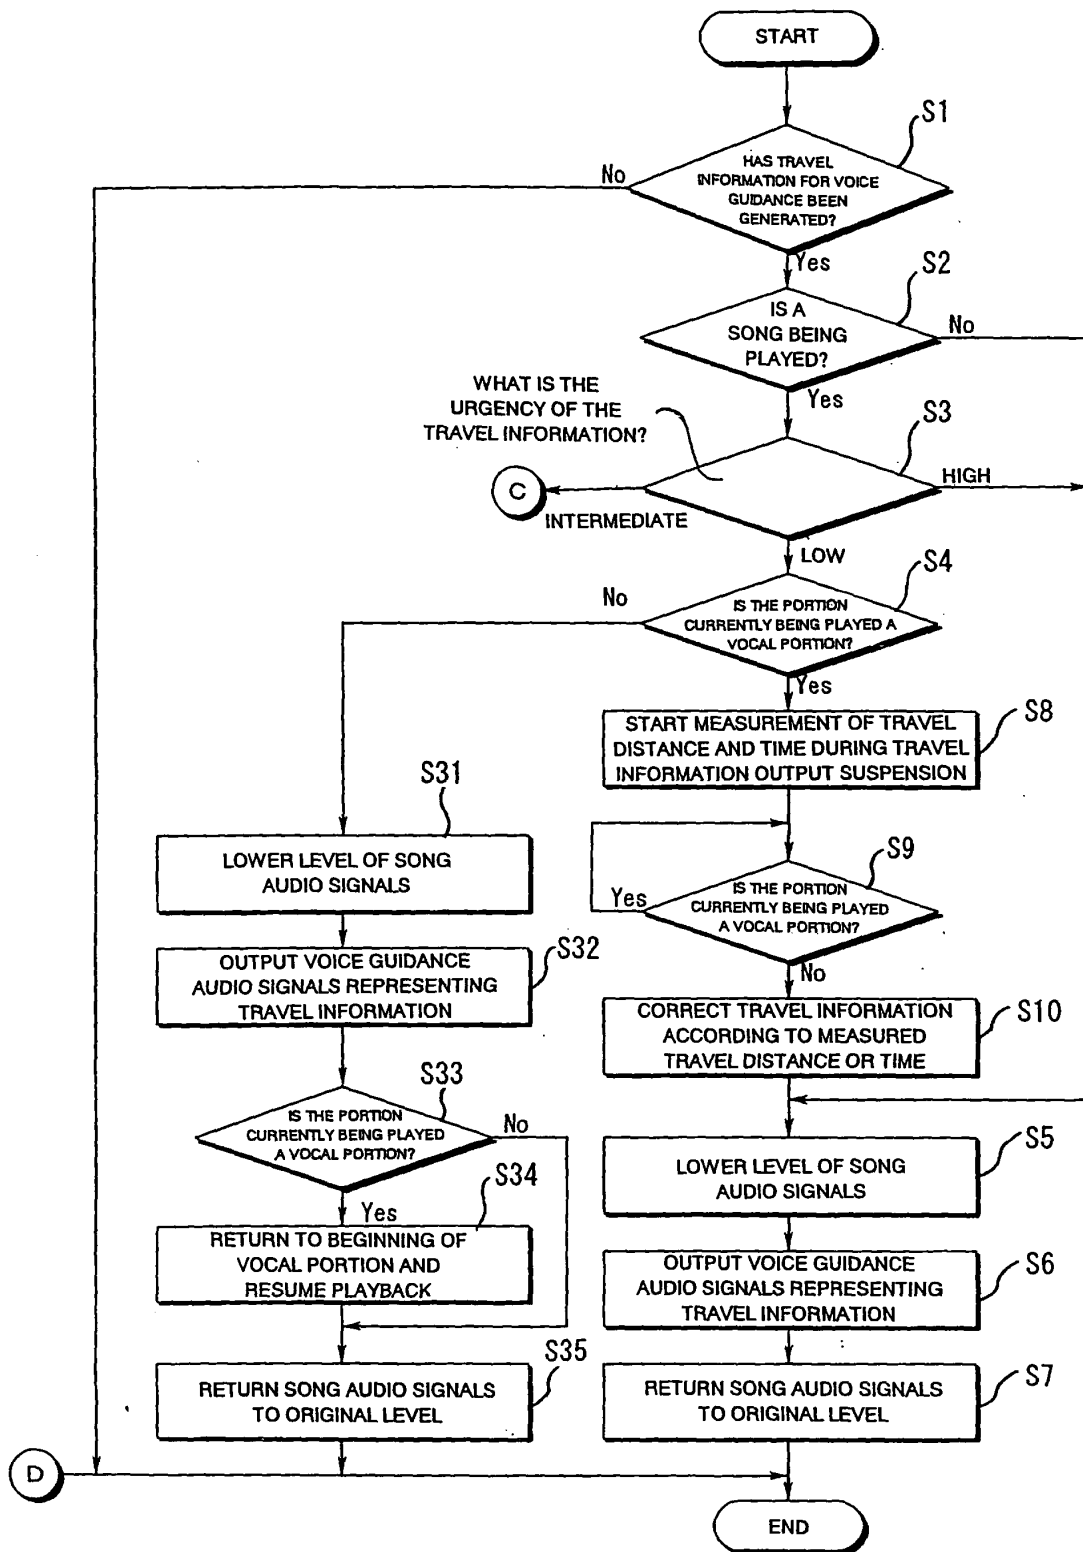 START
S1
HAS TRAVEL
INFORMATION FOR VOICE
GUIDANCE BEEN
GENERATED?
No
Yes
S2
IS A
SONG BEING
PLAYED?
No
Yes
WHAT IS THE
URGENCY OF THE
TRAVEL INFORMATION?
S3
C
INTERMEDIATE
HIGH
LOW
S4
IS THE PORTION
CURRENTLY BEING PLAYED A
VOCAL PORTION?
No
Yes
S8
START MEASUREMENT OF TRAVEL
DISTANCE AND TIME DURING TRAVEL
INFORMATION OUTPUT SUSPENSION
S31
LOWER LEVEL OF SONG
AUDIO SIGNALS
S9
IS THE PORTION
CURRENTLY BEING PLAYED
A VOCAL PORTION?
Yes
No
S32
OUTPUT VOICE GUIDANCE
AUDIO SIGNALS REPRESENTING
TRAVEL INFORMATION
S10
CORRECT TRAVEL INFORMATION
ACCORDING TO MEASURED
TRAVEL DISTANCE OR TIME
S33
IS THE PORTION
CURRENTLY BEING PLAYED
A VOCAL PORTION?
No
Yes
S5
LOWER LEVEL OF SONG
AUDIO SIGNALS
S34
RETURN TO BEGINNING OF
VOCAL PORTION AND
RESUME PLAYBACK
S6
OUTPUT VOICE GUIDANCE
AUDIO SIGNALS REPRESENTING
TRAVEL INFORMATION
S35
RETURN SONG AUDIO SIGNALS
TO ORIGINAL LEVEL
S7
RETURN SONG AUDIO SIGNALS
TO ORIGINAL LEVEL
D
END